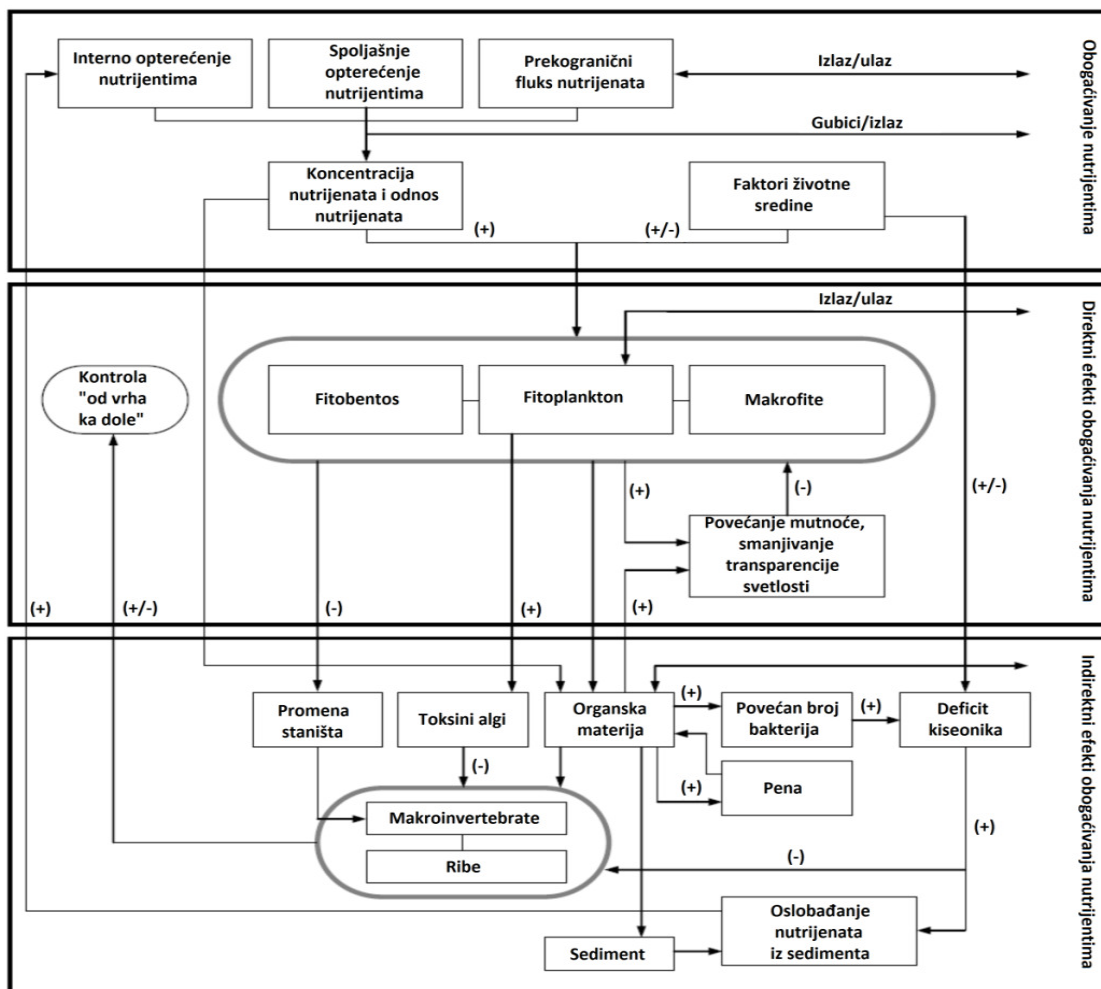 Interno opterećenje
nutrijentima
Spoljašnje
opterećenje
nutrijentima
Prekogranični
fluks nutrijenata
Izlaz/ulaz
Gubici/izlaz
Koncentracija
nutrijenata i odnos
nutrijenata
Faktori životne
sredine
(+)
(+/-)
Obogaćivanje nutrijentima
Izlaz/ulaz
Kontrola
"od vrha
ka dole"
Fitobentos
Fitoplankton
Makrofite
(+)
(-)
(+/-)
Povećanje mutnoće,
smanjivanje
transparencije
svetlosti
(+)
(+/-)
(-)
(+)
(+)
Direktni efekti obogaćivanja nutrijentima
Promena
staništa
Toksini algi
Organska
materija
(+)
Povećan broj
bakterija
(+)
Deficit
kiseonika
(-)
(+)
Pena
Makroinvertebrate
Ribe
(+)
(-)
Oslobađanje
nutrijenata
iz sedimenta
Sediment
Indirektni efekti obogaćivanja nutrijentima